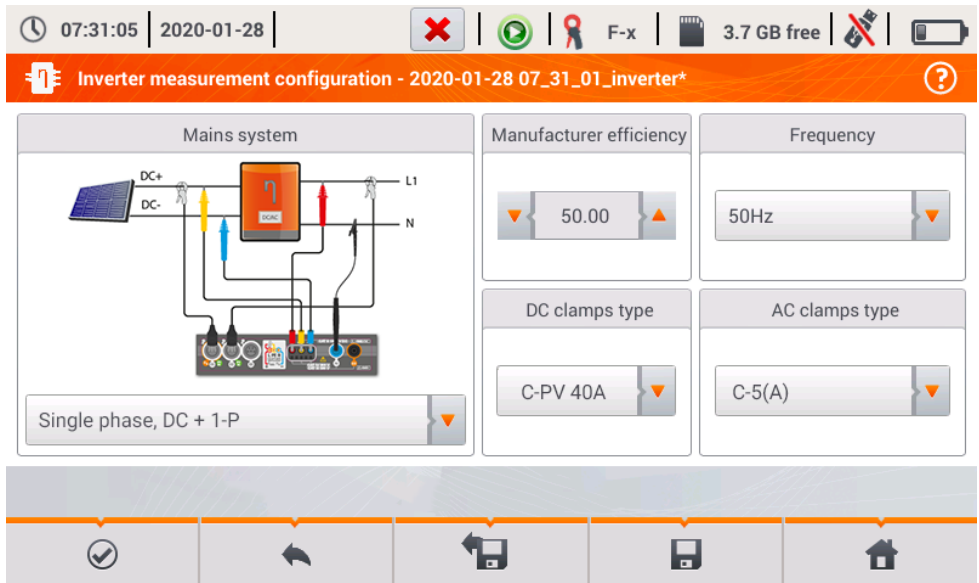 07:31:05 2020-01-28 F-x 3.7 GB free
Inverter measurement configuration - 2020-01-28 07_31_01_inverter* ?
Mains system
DC+
DC-
η
DC/AC
L1
N
Single phase, DC + 1-P
Manufacturer efficiency
50.00
Frequency
50Hz
DC clamps type
C-PV 40A
AC clamps type
C-5(A)